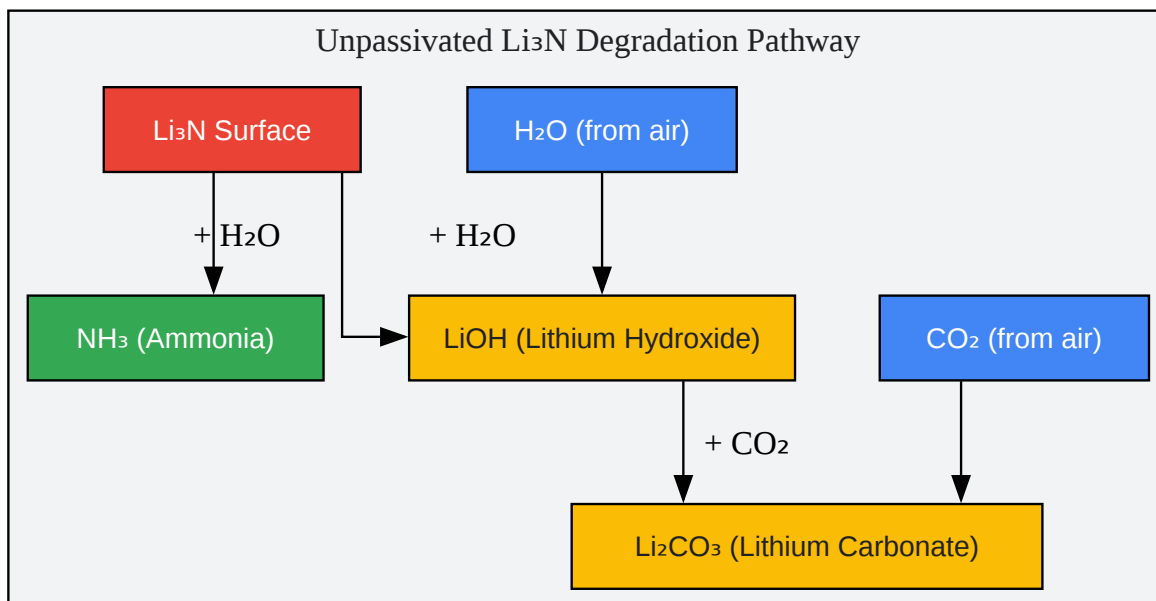 Unpassivated Li₃N Degradation Pathway
Li₃N Surface
H₂O (from air)
+ H₂O
+ H₂O
NH₃ (Ammonia)
LiOH (Lithium Hydroxide)
CO₂ (from air)
+ CO₂
Li₂CO₃ (Lithium Carbonate)